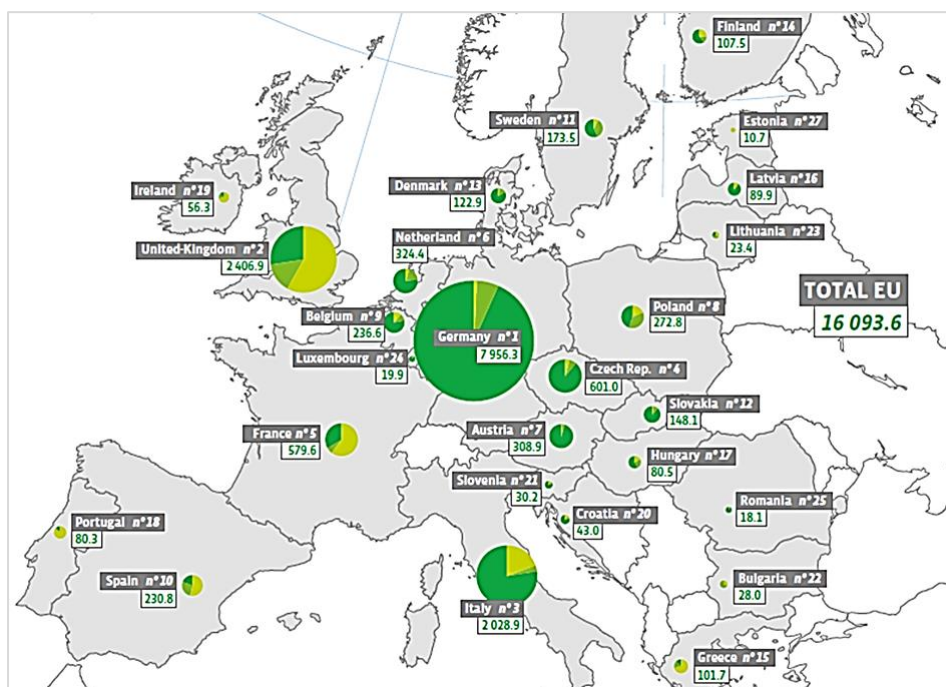 Finland n°14
107.5
Sweden n°11
173.5
Estonia n°27
10.7
Ireland n°19
56.3
Denmark n°13
122.9
Latvia n°16
89.9
United-Kingdom n°2
2 406.9
Netherland n°6
324.4
Lithuania n°23
23.4
TOTAL EU
16 093.6
Belgium n°9
236.6
Germany n°1
7 956.3
Poland n°8
272.8
Luxembourg n°24
19.9
Czech Rep. n°4
601.0
Slovakia n°12
148.1
France n°5
579.6
Austria n°7
308.9
Hungary n°17
80.5
Slovenia n°21
30.2
Croatia n°20
43.0
Romania n°25
18.1
Portugal n°18
80.3
Spain n°10
230.8
Italy n°3
2 028.9
Bulgaria n°22
28.0
Greece n°15
101.7